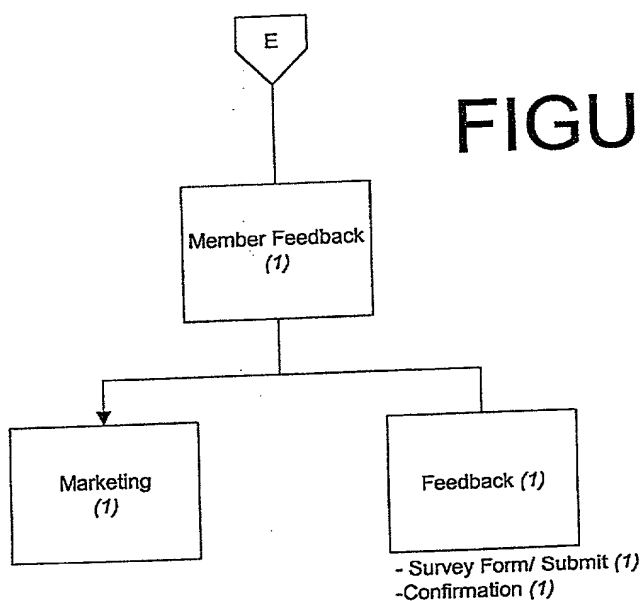 E
FIGU
Member Feedback
(1)
Marketing
(1)
Feedback (1)
- Survey Form/ Submit (1)
-Confirmation (1)